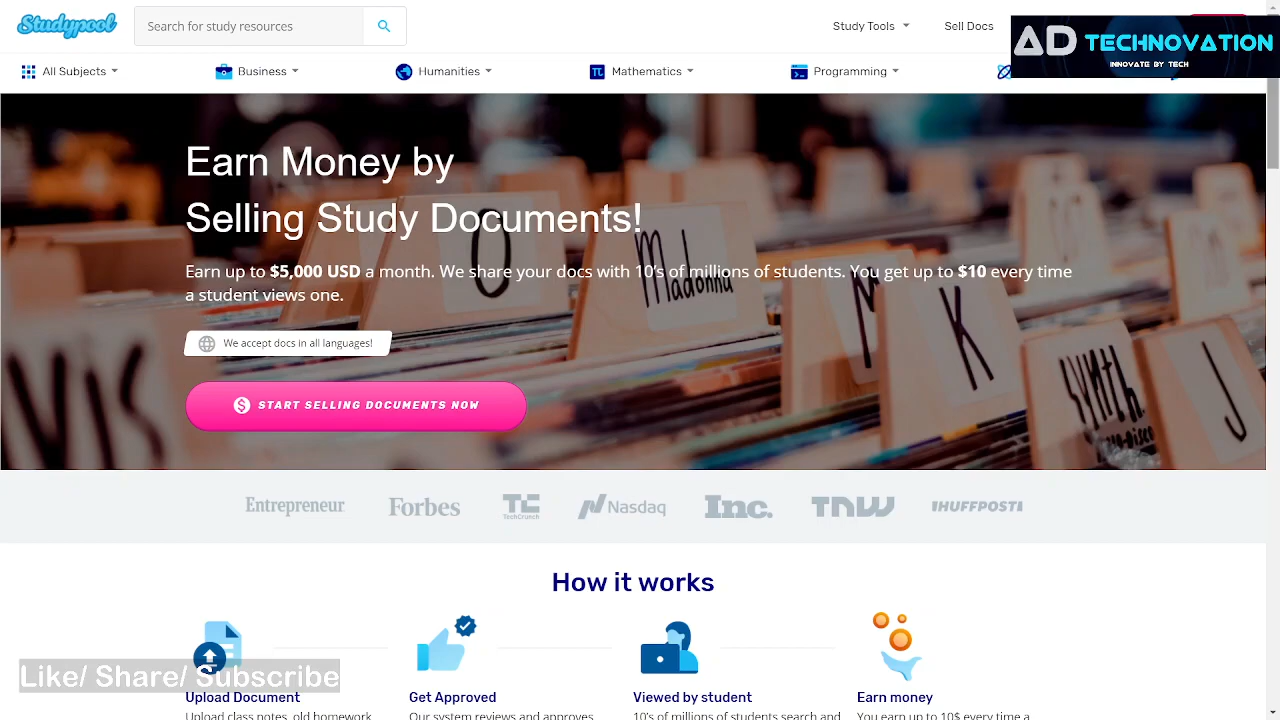 Studypool
Search for study resources
Study Tools
Sell Docs
AD TECHNOVATION
INNOVATE BY TECH
All Subjects
Business
Humanities
Mathematics
Programming
Earn Money by
Selling Study Documents!
Earn up to $5,000 USD a month. We share your docs with 10's of millions of students. You get up to $10 every time
a student views one.
We accept docs in all languages!
START SELLING DOCUMENTS NOW
O
Madonna
N
K
synth
Disco
J
VIS
Entrepreneur
Forbes
TC
TechCrunch
Nasdaq
Inc.
TNW
IHUFFPOSTI
How it works
Like/ Share/ Subscribe
Upload Document
Get Approved
Viewed by student
Earn money
Upload class notes, old homework
Our system reviews and approves
10's of millions of students search and
You earn up to 10$ every time a